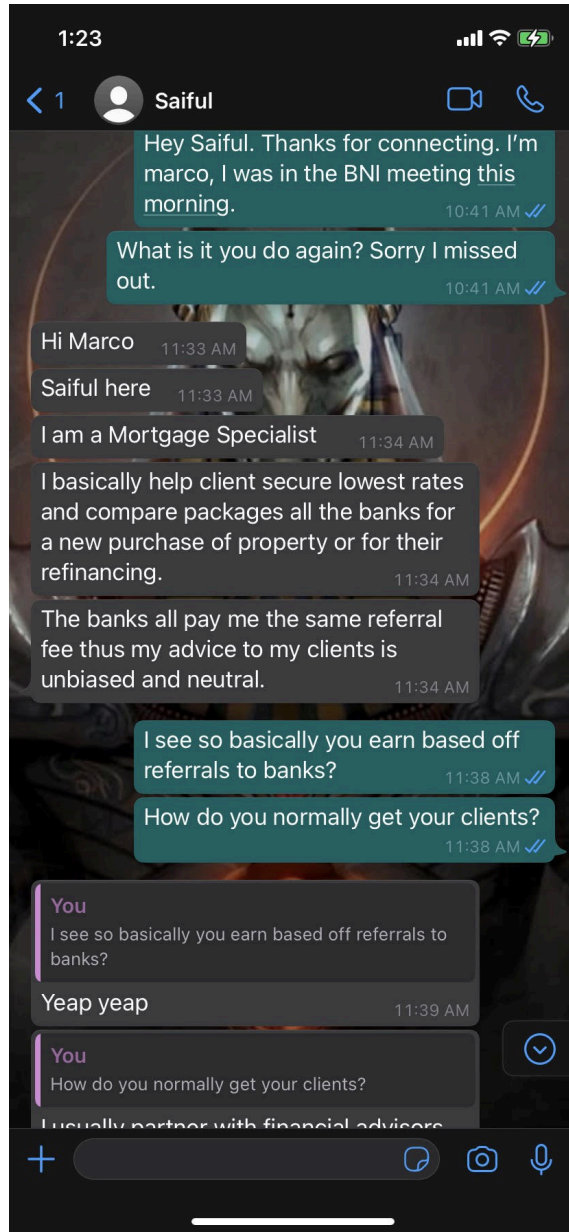 1:23
1
Saiful
Hey Saiful. Thanks for connecting. I'm
marco, I was in the BNI meeting this
morning.
10:41 AM
What is it you do again? Sorry I missed
out.
10:41 AM
Hi Marco
11:33 AM
Saiful here
11:33 AM
I am a Mortgage Specialist
11:34 AM
I basically help client secure lowest rates
and compare packages all the banks for
a new purchase of property or for their
refinancing.
11:34 AM
The banks all pay me the same referral
fee thus my advice to my clients is
unbiased and neutral.
11:34 AM
I see so basically you earn based off
referrals to banks?
11:38 AM
How do you normally get your clients?
11:38 AM
You
I see so basically you earn based off referrals to
banks?
Yeap yeap
11:39 AM
You
How do you normally get your clients?
I usually partner with financial advisors